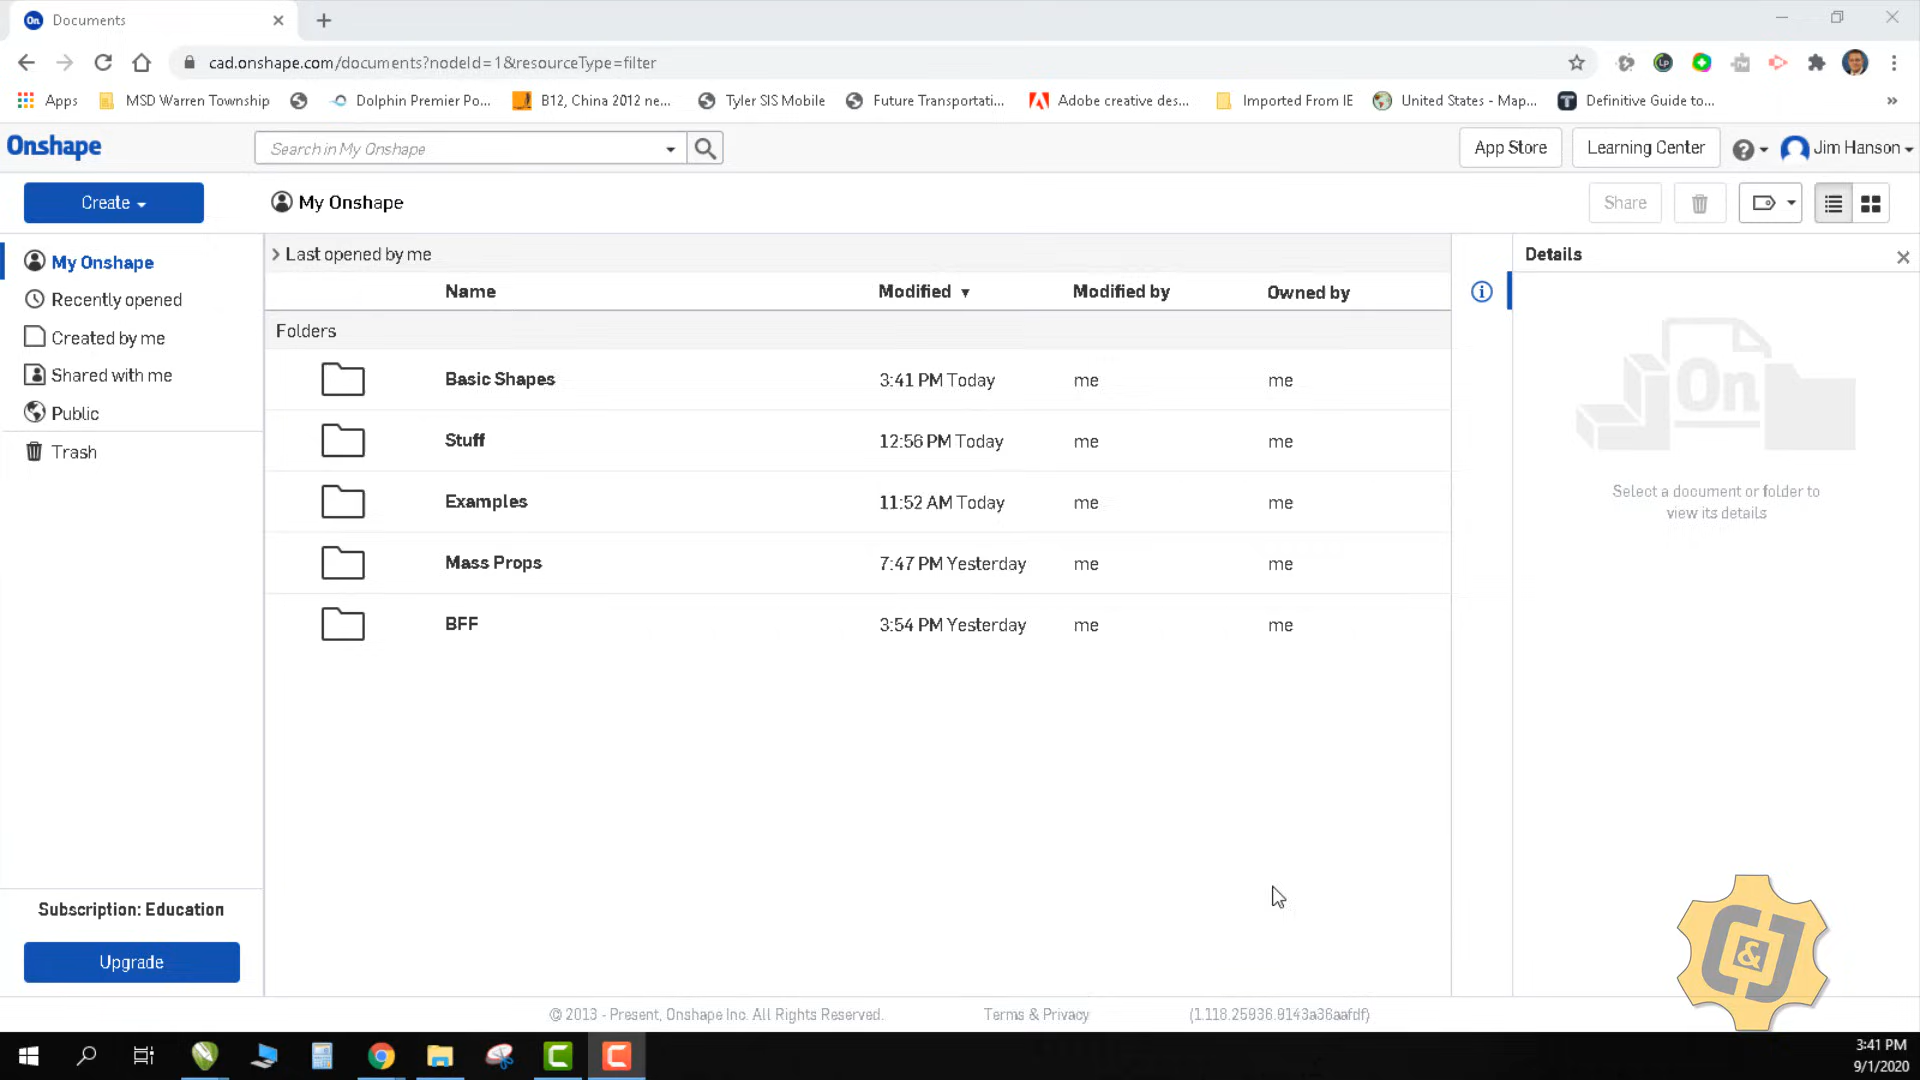 On Documents
cad.onshape.com/documents?nodeId=1&resourceType=filter
Apps MSD Warren Township Dolphin Premier Po... B12, China 2012 ne... Tyler SIS Mobile Future Transportati... Adobe creative des... Imported From IE United States - Map... Definitive Guide to... »
Onshape Search in My Onshape App Store Learning Center Jim Hanson
Create My Onshape Share
My Onshape
Recently opened
Created by me
Shared with me
Public
Trash
Last opened by me
Name Modified Modified by Owned by
Folders
Basic Shapes 3:41 PM Today me me
Stuff 12:56 PM Today me me
Examples 11:52 AM Today me me
Mass Props 7:47 PM Yesterday me me
BFF 3:54 PM Yesterday me me
Details
On
Select a document or folder to
view its details
Subscription: Education
Upgrade
C&J
© 2013 - Present, Onshape Inc. All Rights Reserved. Terms & Privacy (1.118.25936.9143a36aafdf)
3:41 PM
9/1/2020